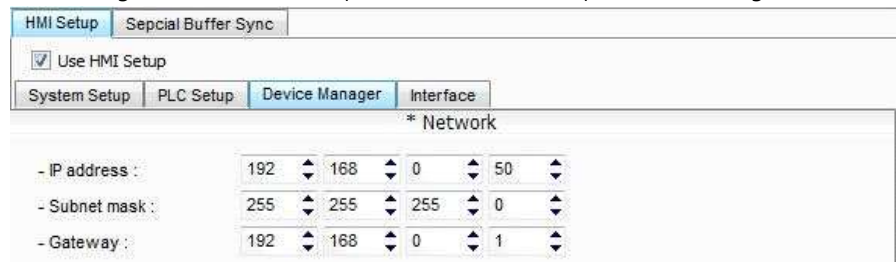 HMI Setup Sepcial Buffer Sync
Use HMI Setup
System Setup PLC Setup Device Manager Interface
* Network
- IP address : 192 168 0 50
- Subnet mask : 255 255 255 0
- Gateway : 192 168 0 1